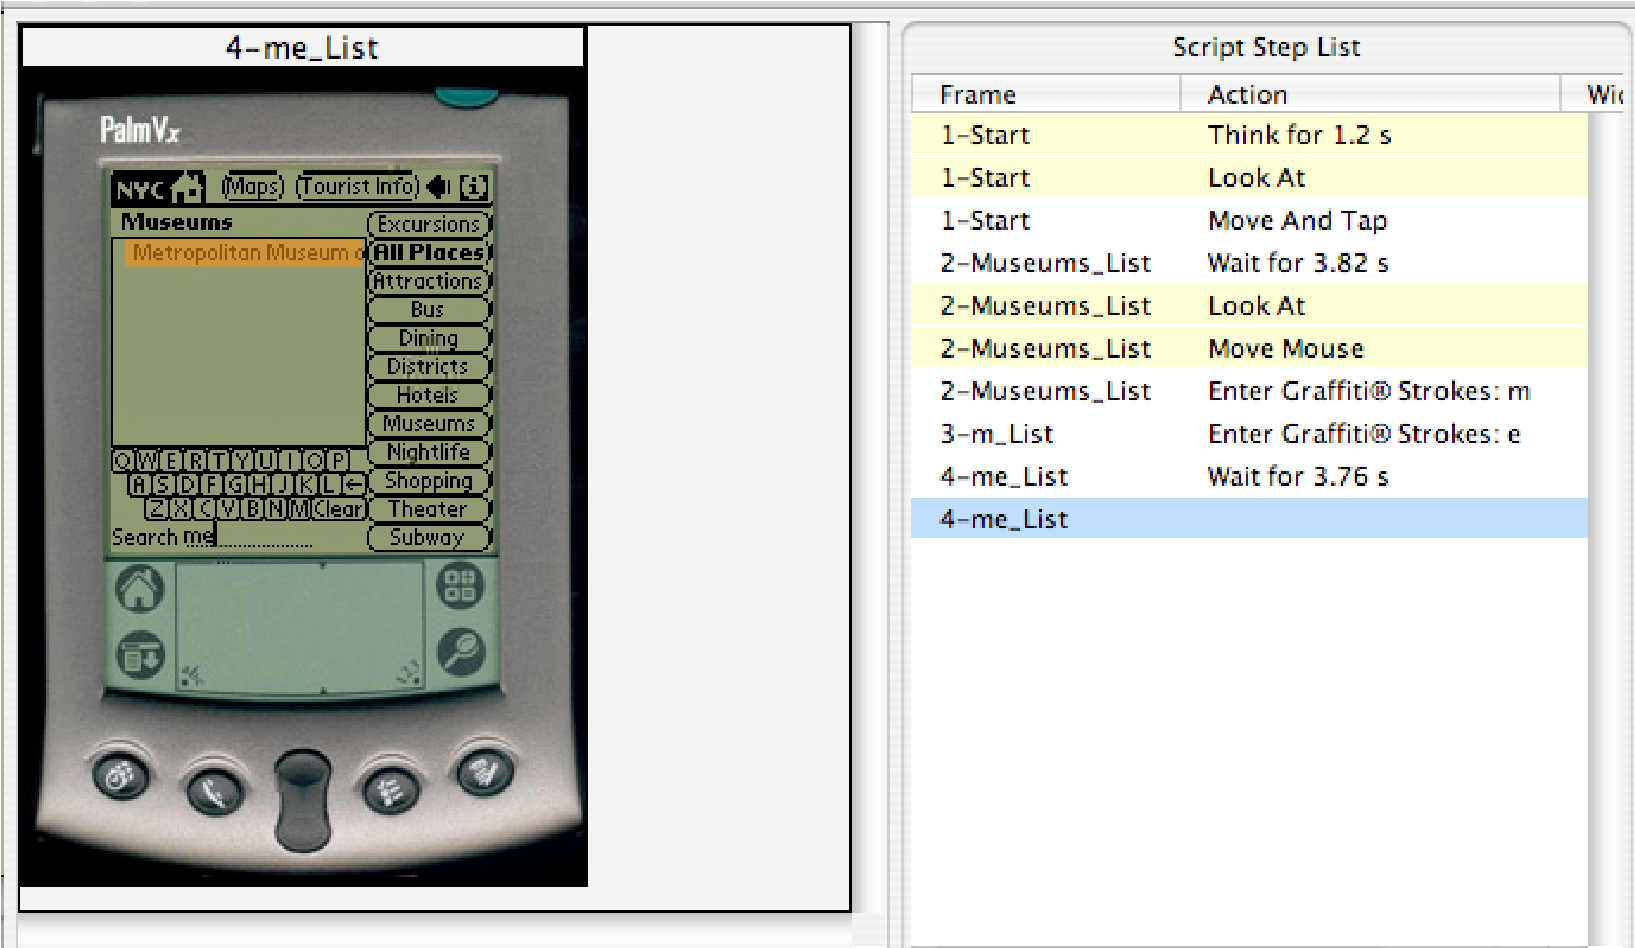 4-me_List
PalmVx
NYC Maps Tourist Info i
Museums
Metropolitan Museum o
Excursions
All Places
Attractions
Bus
Dining
Districts
Hotels
Museums
Nightlife
Shopping
Theater
Subway
Q W E R T Y U I O P
A S D F G H J K L ←
Z X C V B N M Clear
Search me
Script Step List
Frame Action Wid
1-Start Think for 1.2 s
1-Start Look At
1-Start Move And Tap
2-Museums_List Wait for 3.82 s
2-Museums_List Look At
2-Museums_List Move Mouse
2-Museums_List Enter Graffiti® Strokes: m
3-m_List Enter Graffiti® Strokes: e
4-me_List Wait for 3.76 s
4-me_List